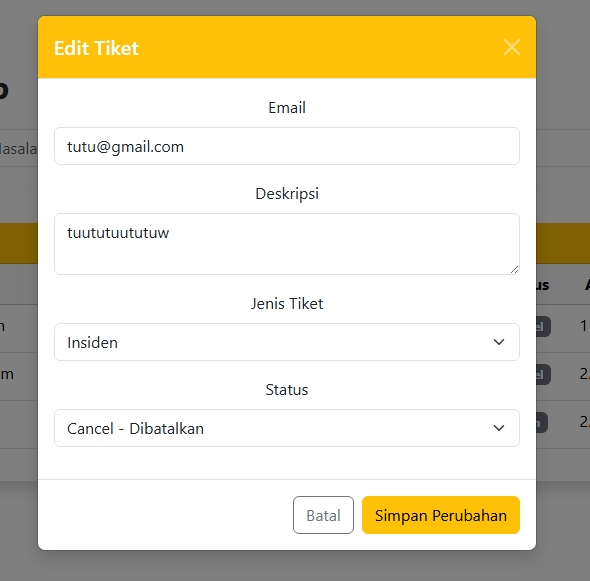 Edit Tiket
Email
tutu@gmail.com
Deskripsi
tuututuututuw
Jenis Tiket
Insiden
Status
Cancel - Dibatalkan
Batal
Simpan Perubahan